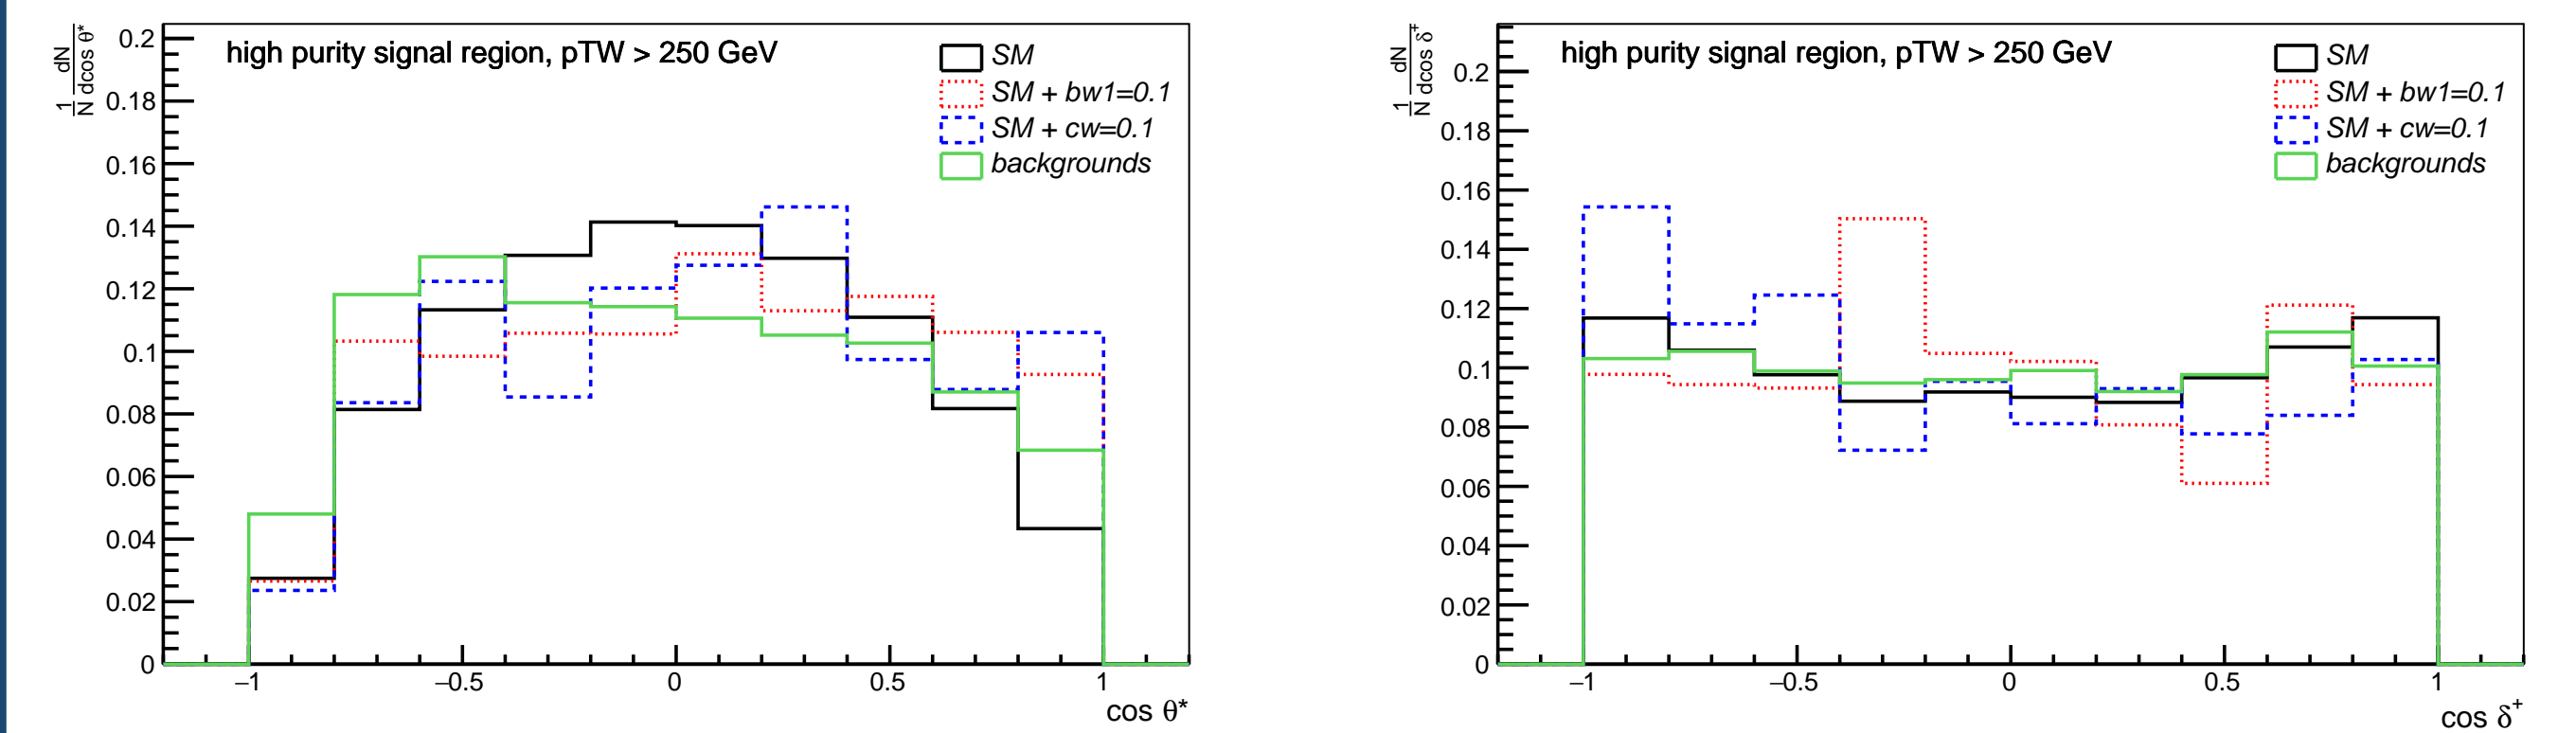 1/N dN/dcos θ*
high purity signal region, pTW > 250 GeV
SM
SM + bw1=0.1
SM + cw=0.1
backgrounds
0.2
0.18
0.16
0.14
0.12
0.1
0.08
0.06
0.04
0.02
0
−1
−0.5
0
0.5
1
cos θ*
1/N dN/dcos δ⁺
high purity signal region, pTW > 250 GeV
SM
SM + bw1=0.1
SM + cw=0.1
backgrounds
0.2
0.18
0.16
0.14
0.12
0.1
0.08
0.06
0.04
0.02
0
−1
−0.5
0
0.5
1
cos δ⁺